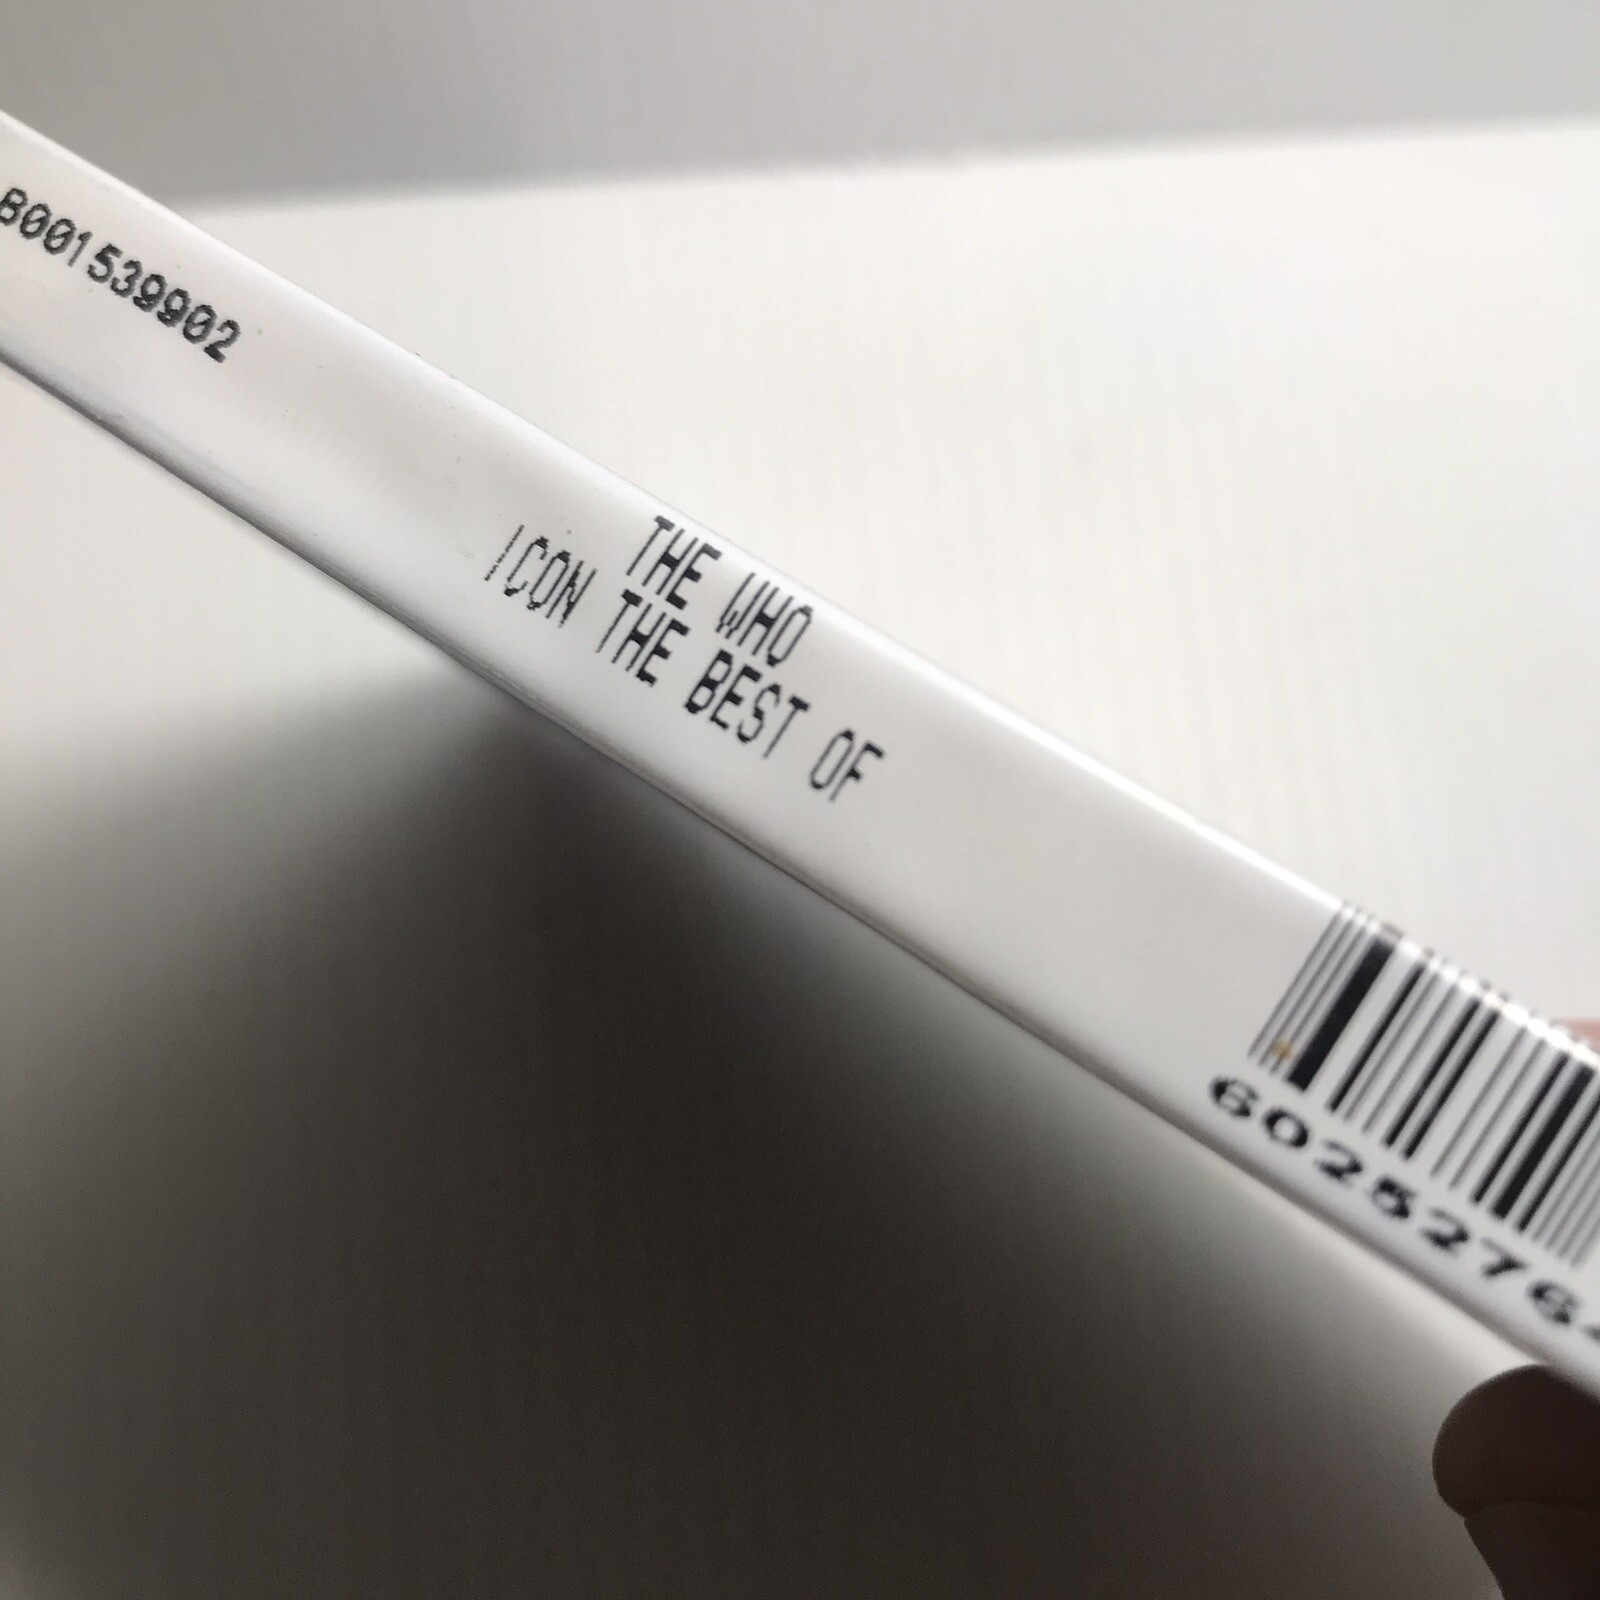 B001539902
THE WHO
ICON THE BEST OF
60252764